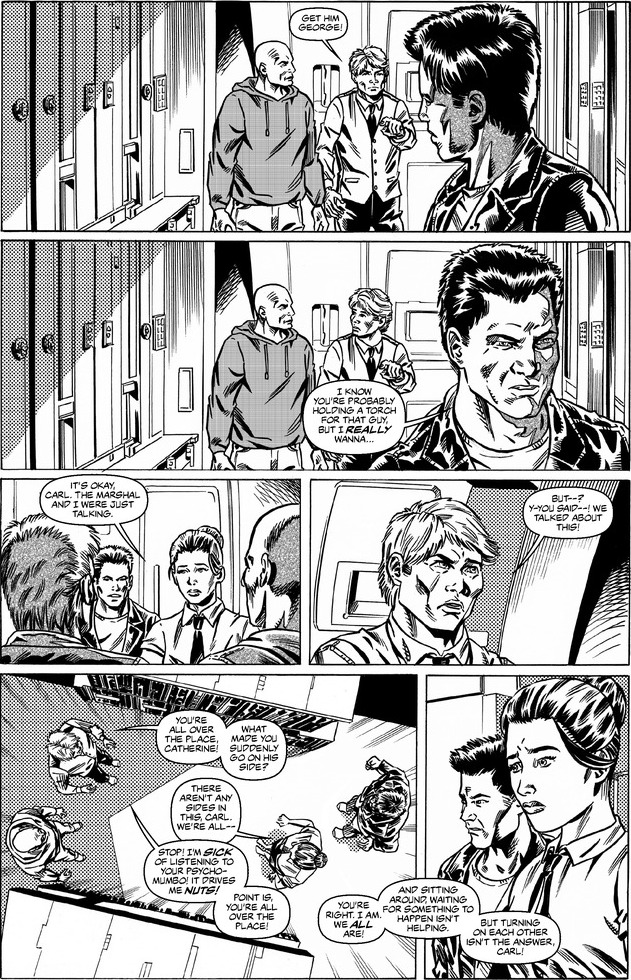 GET HIM
GEORGE!
I KNOW
YOU'RE PROBABLY
HOLDING A TORCH
FOR THAT GUY,
BUT I REALLY
WANNA...
IT'S OKAY,
CARL. THE MARSHAL
AND I WERE JUST
TALKING.
BUT--?
Y-YOU SAID--! WE
TALKED ABOUT
THIS!
YOU'RE
ALL OVER
THE PLACE,
CATHERINE!
WHAT
MADE YOU
SUDDENLY
GO ON HIS
SIDE?
THERE
AREN'T ANY
SIDES IN
THIS, CARL.
WE'RE ALL--
STOP! I'M SICK
OF LISTENING TO
YOUR PSYCHO-
MUMBO! IT DRIVES
ME NUTS!
POINT IS,
YOU'RE ALL
OVER THE
PLACE!
YOU'RE
RIGHT. I AM.
WE ALL
ARE!
AND SITTING
AROUND, WAITING
FOR SOMETHING TO
HAPPEN ISN'T
HELPING.
BUT TURNING
ON EACH OTHER
ISN'T THE ANSWER,
CARL!